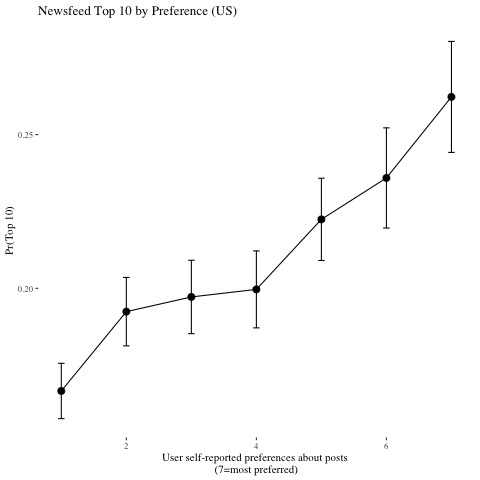 Newsfeed Top 10 by Preference (US)
Pr(Top 10)
0.25
0.20
2 4 6
User self-reported preferences about posts
(7=most preferred)